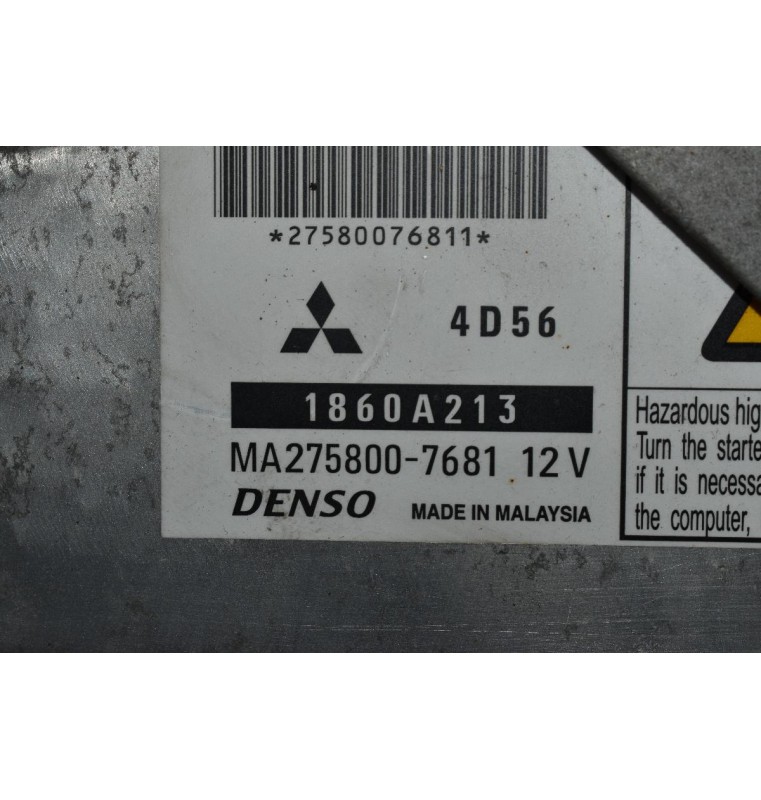 *27580076811*
4D56
1860A213
MA275800-7681 12V
DENSO MADE IN MALAYSIA
Hazardous hig
Turn the starte
if it is necessa
the computer,